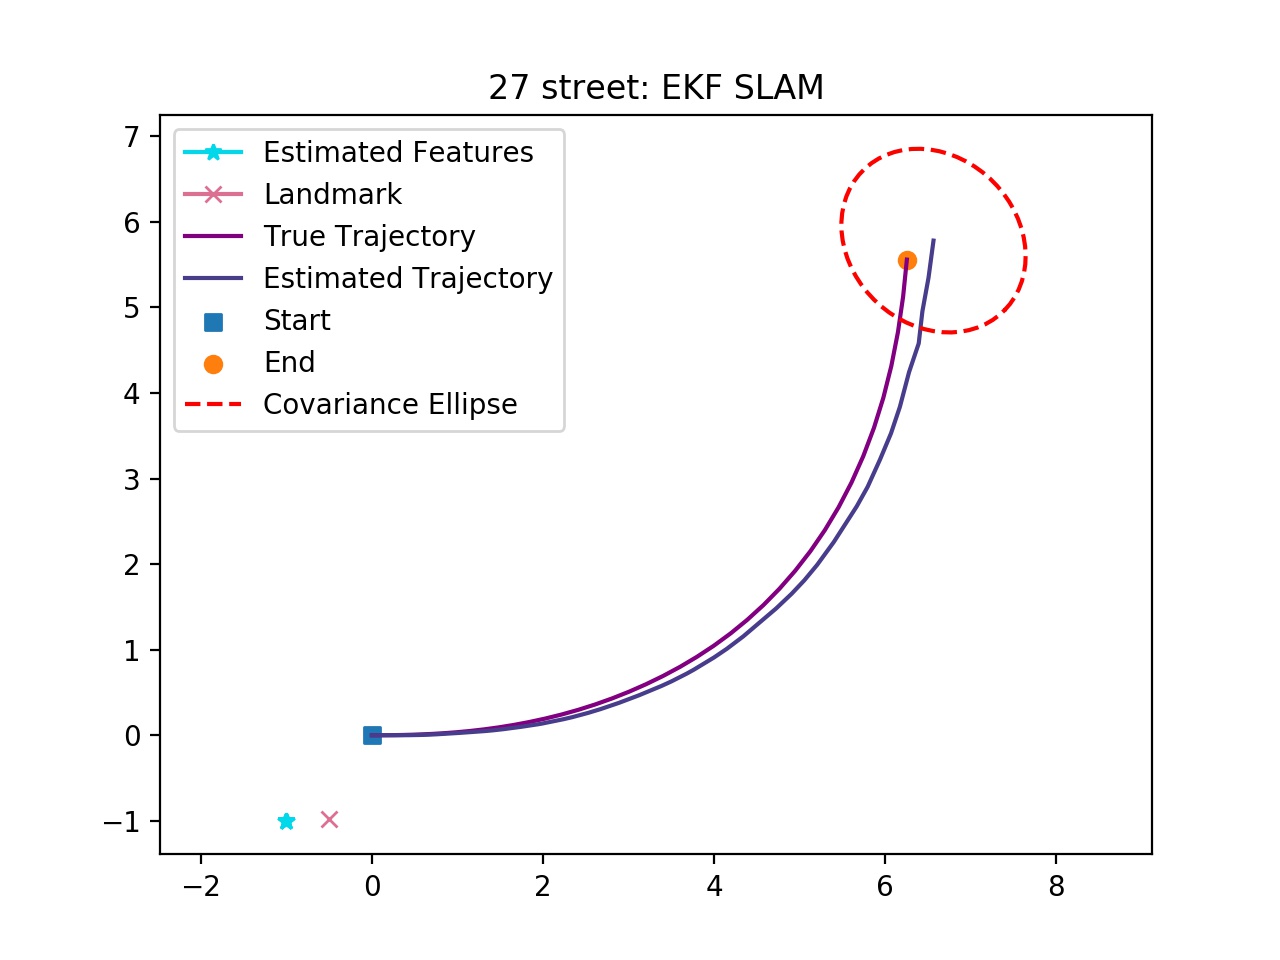 27 street: EKF SLAM
Estimated Features
Landmark
True Trajectory
Estimated Trajectory
Start
End
Covariance Ellipse
7
6
5
4
3
2
1
0
−1
−2 0 2 4 6 8